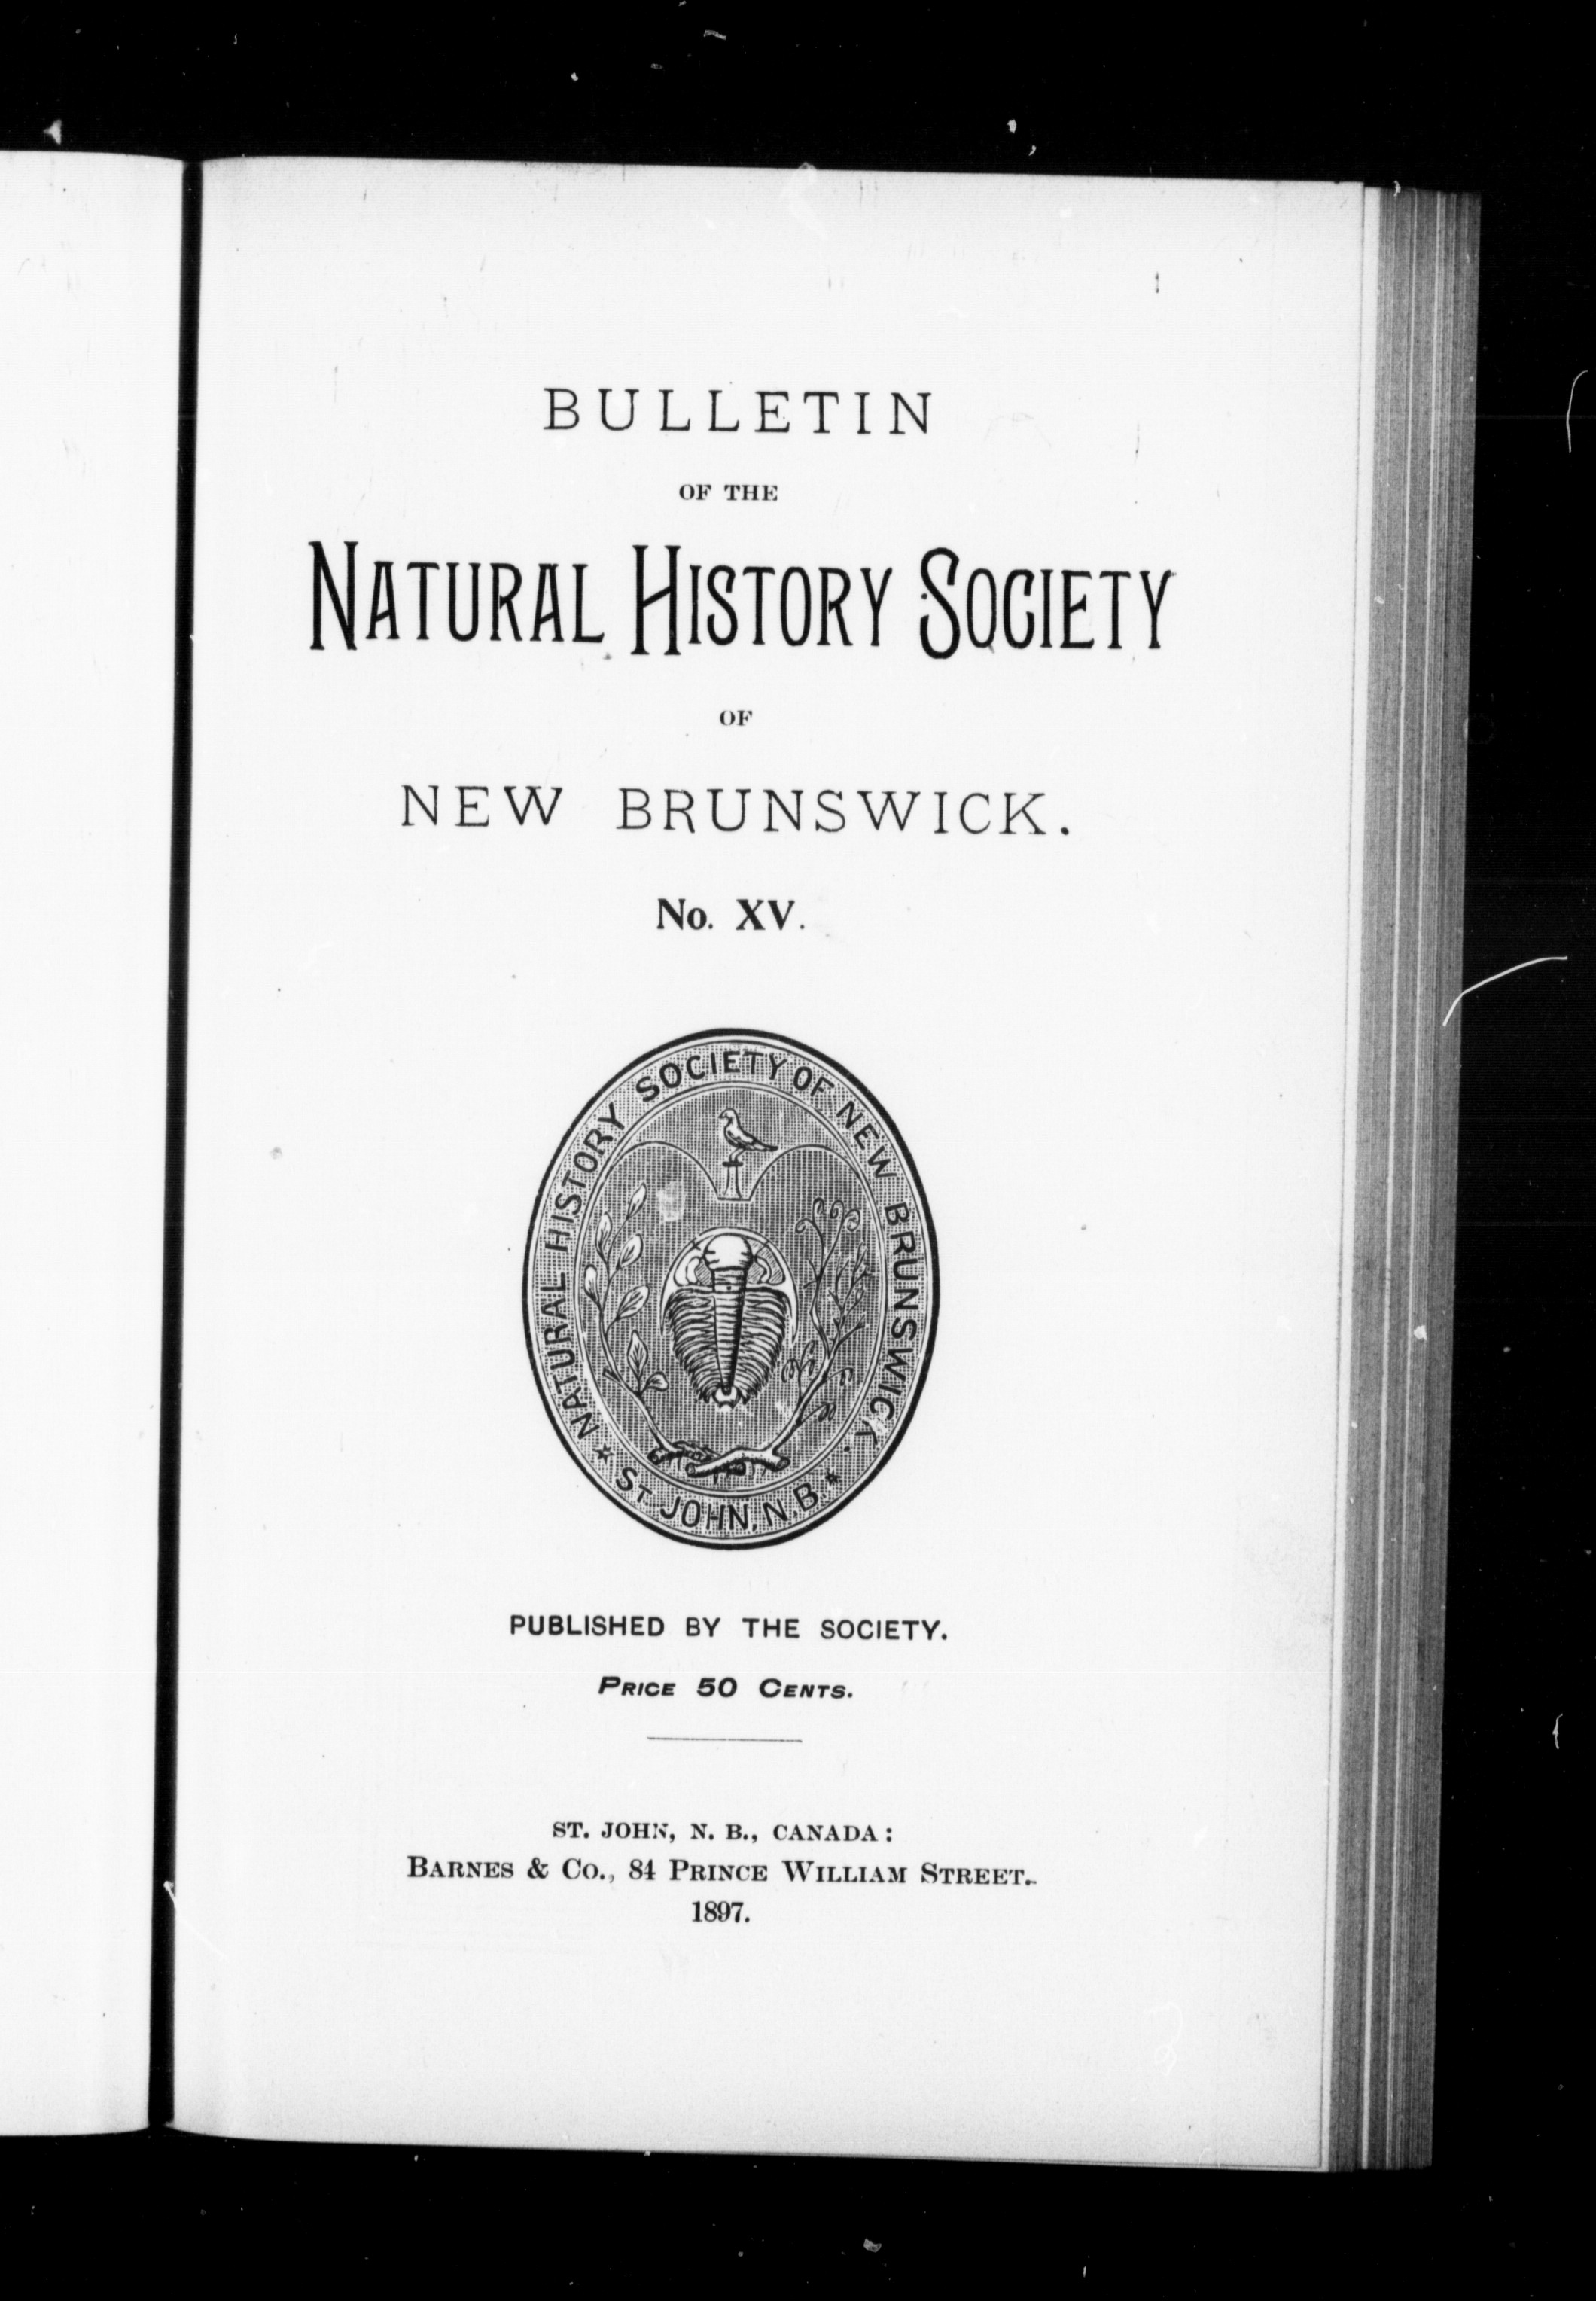 BULLETIN
OF THE
NATURAL HISTORY SOCIETY
OF
NEW BRUNSWICK.
No. XV.
NATURAL HISTORY SOCIETY OF NEW BRUNSWICK.
* ST. JOHN, N.B. *
PUBLISHED BY THE SOCIETY.
PRICE 50 CENTS.
ST. JOHN, N. B., CANADA:
BARNES & CO., 84 PRINCE WILLIAM STREET.
1897.